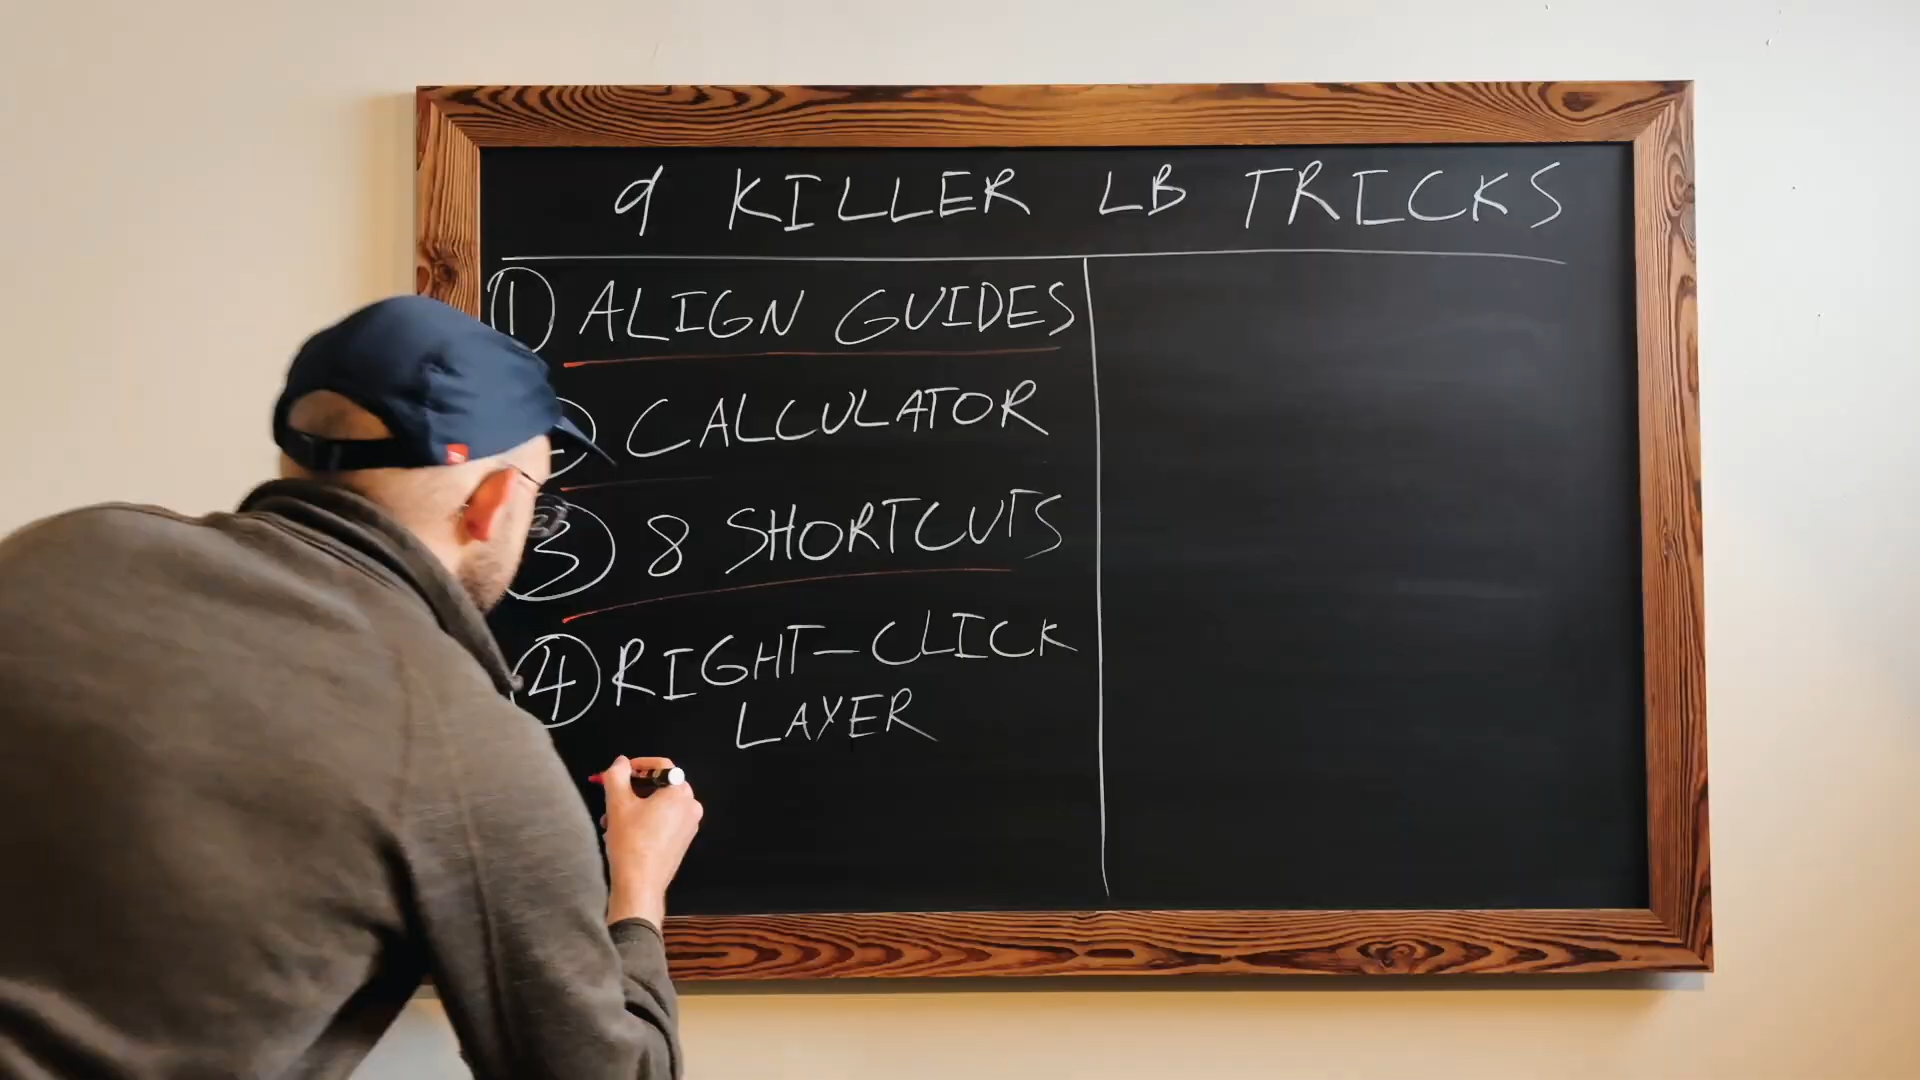 9 KILLER LB TRICKS
1 ALIGN GUIDES
CALCULATOR
3 8 SHORTCUTS
4 RIGHT-CLICK
LAYER